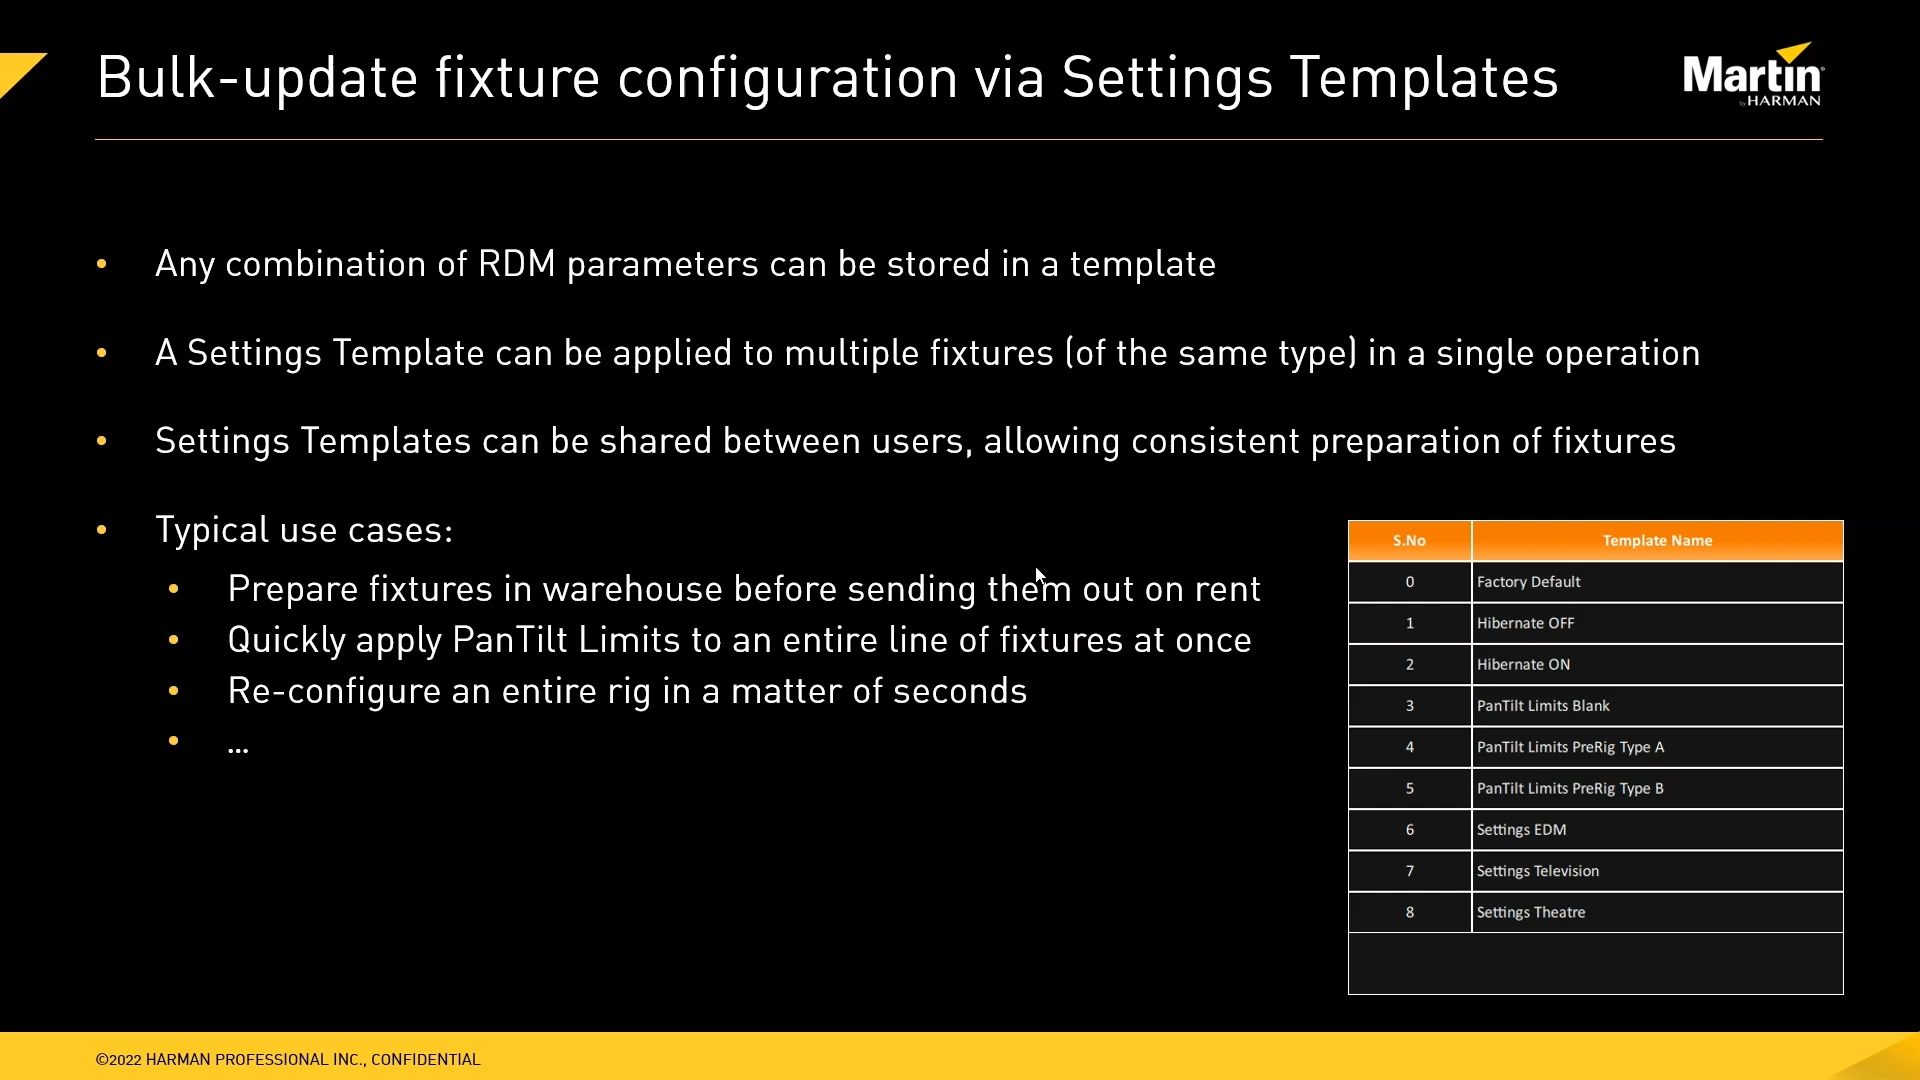 Bulk-update fixture configuration via Settings Templates
Martin®
by HARMAN
• Any combination of RDM parameters can be stored in a template
• A Settings Template can be applied to multiple fixtures (of the same type) in a single operation
• Settings Templates can be shared between users, allowing consistent preparation of fixtures
• Typical use cases:
• Prepare fixtures in warehouse before sending them out on rent
• Quickly apply PanTilt Limits to an entire line of fixtures at once
• Re-configure an entire rig in a matter of seconds
• ...
S.No Template Name
0 Factory Default
1 Hibernate OFF
2 Hibernate ON
3 PanTilt Limits Blank
4 PanTilt Limits PreRig Type A
5 PanTilt Limits PreRig Type B
6 Settings EDM
7 Settings Television
8 Settings Theatre
©2022 HARMAN PROFESSIONAL INC., CONFIDENTIAL